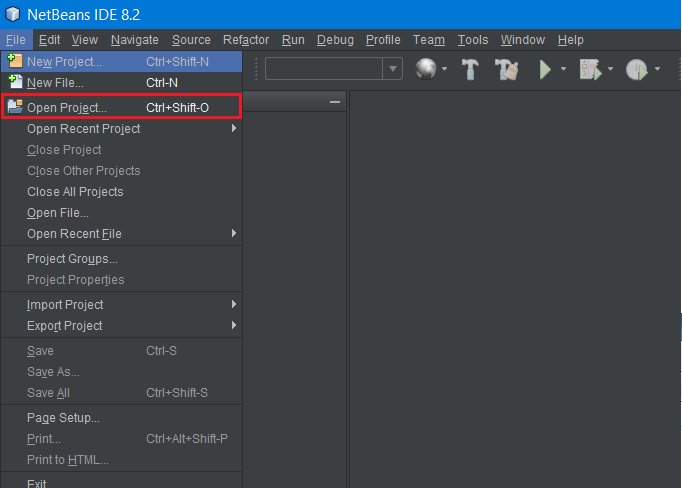 NetBeans IDE 8.2
File Edit View Navigate Source Refactor Run Debug Profile Team Tools Window Help
New Project... Ctrl+Shift-N
New File... Ctrl-N
Open Project... Ctrl+Shift-O
Open Recent Project
Close Project
Close Other Projects
Close All Projects
Open File...
Open Recent File
Project Groups...
Project Properties
Import Project
Export Project
Save Ctrl-S
Save As...
Save All Ctrl+Shift-S
Page Setup...
Print... Ctrl+Alt+Shift-P
Print to HTML...
Exit